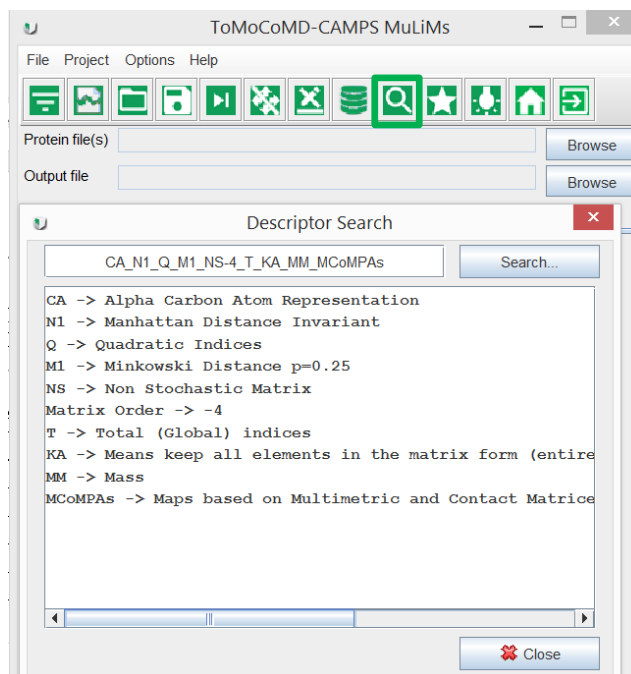 ToMoCoMD-CAMPS MuLiMs
File Project Options Help
Protein file(s) Browse
Output file Browse
Descriptor Search
CA_N1_Q_M1_NS-4_T_KA_MM_MCoMPAs Search...
CA -> Alpha Carbon Atom Representation
N1 -> Manhattan Distance Invariant
Q -> Quadratic Indices
M1 -> Minkowski Distance p=0.25
NS -> Non Stochastic Matrix
Matrix Order -> -4
T -> Total (Global) indices
KA -> Means keep all elements in the matrix form (entire
MM -> Mass
MCoMPAs -> Maps based on Multimetric and Contact Matrice
Close